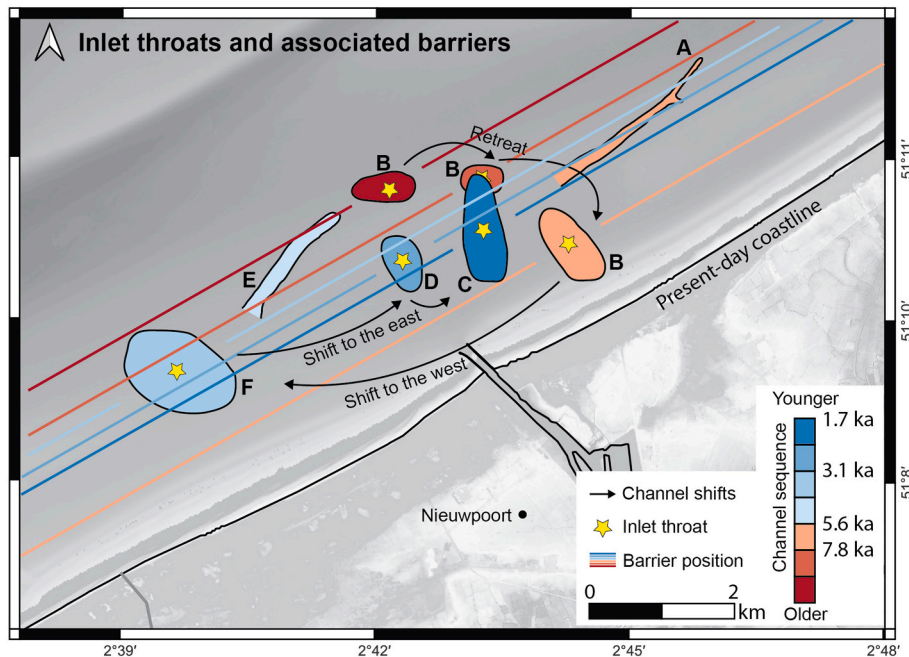 Inlet throats and associated barriers
A
Retreat
B
B
51°11'
E
D
C
B
Present-day coastline
51°10'
Shift to the east
F
Shift to the west
Younger
1.7 ka
3.1 ka
5.6 ka
7.8 ka
Channel sequence
Older
51°8'
Channel shifts
Nieuwpoort
Inlet throat
Barrier position
0 2
km
2°39' 2°42' 2°45' 2°48'